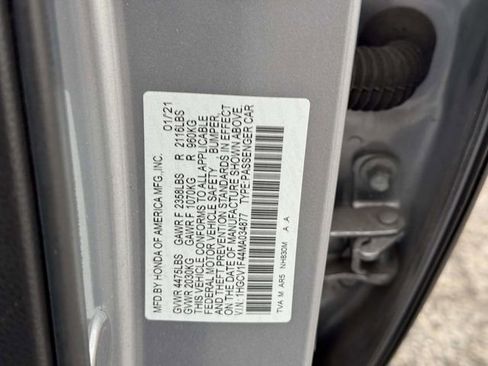 MFD.BY HONDA OF AMERICA MFG.,INC. 01/21
GVWR 4475LBS GAWR F 2358LBS R 2116LBS
GVWR 2030KG GAWR F 1070KG R 960KG
THIS VEHICLE CONFORMS TO ALL APPLICABLE
FEDERAL MOTOR VEHICLE SAFETY, BUMPER,
AND THEFT PREVENTION STANDARDS IN EFFECT
ON THE DATE OF MANUFACTURE SHOWN ABOVE.
V.I.N.:1HGCV1F44MA034877 TYPE:PASSENGER CAR
TVA M AR5 NH830M A A